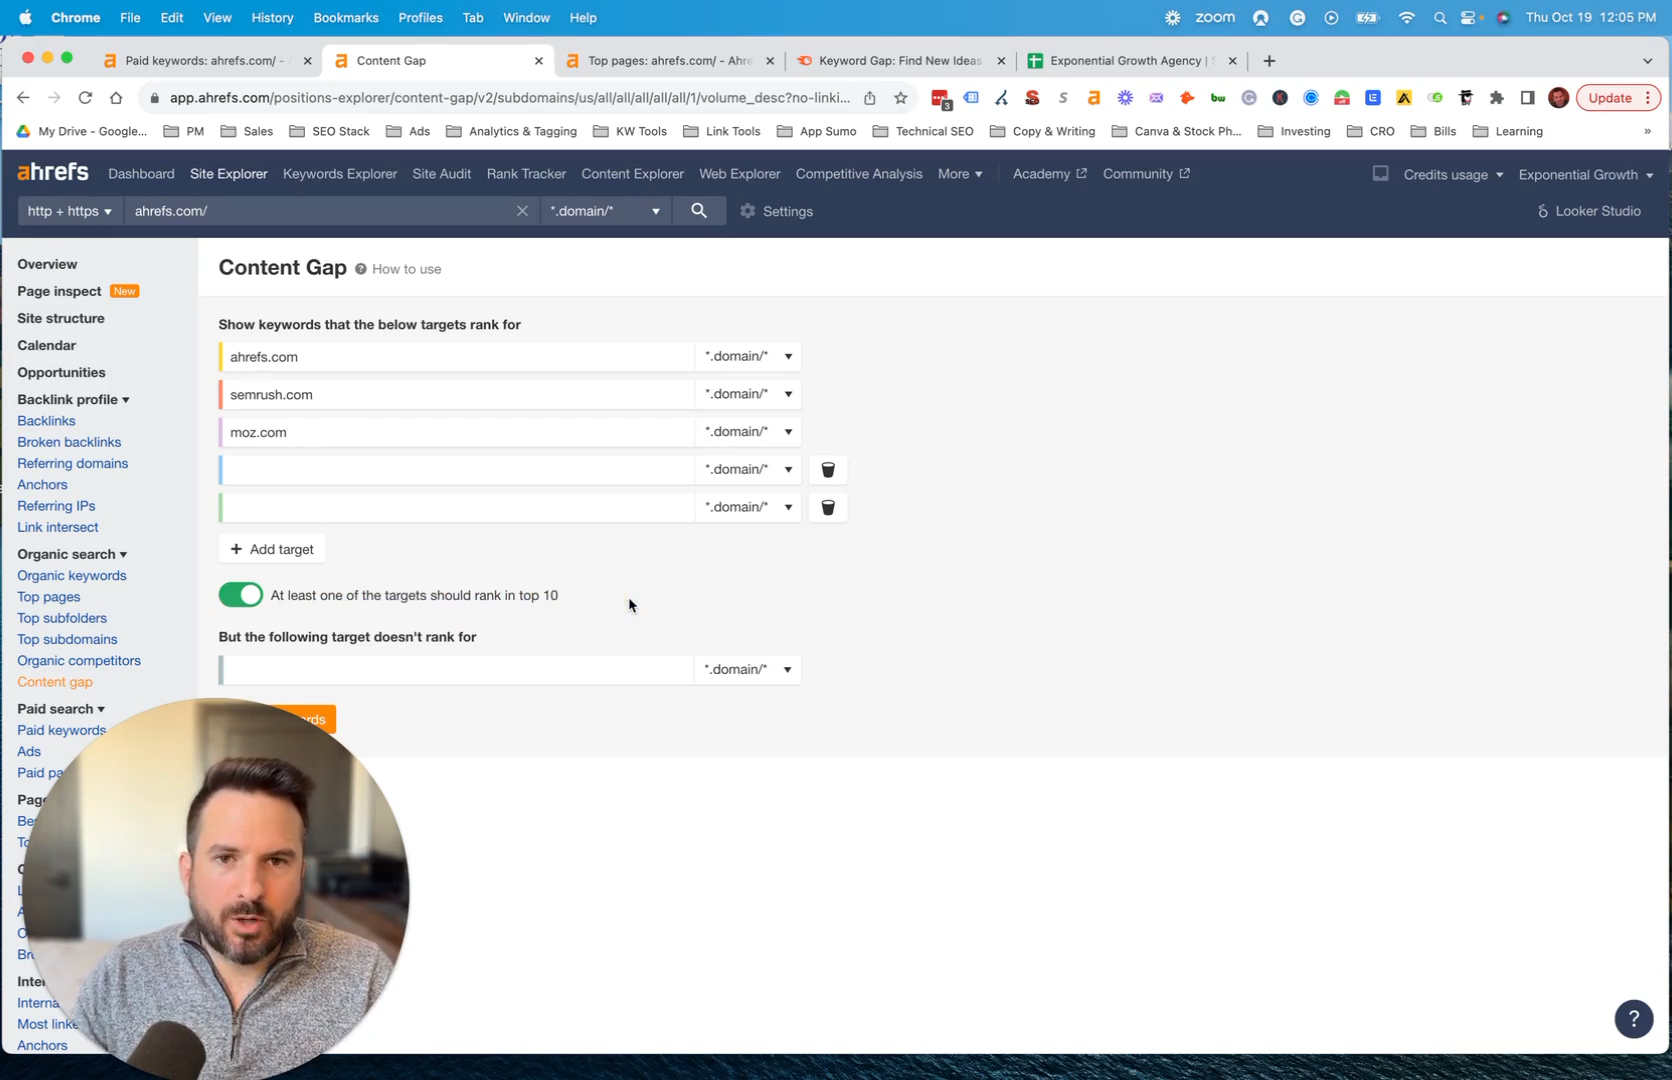 Chrome File Edit View History Bookmarks Profiles Tab Window Help zoom Thu Oct 19 12:05 PM
Paid keywords: ahrefs.com/ - Content Gap Top pages: ahrefs.com/ - Ahre Keyword Gap: Find New Ideas Exponential Growth Agency |
app.ahrefs.com/positions-explorer/content-gap/v2/subdomains/us/all/all/all/all/all/1/volume_desc?no-linki... 3 Update
My Drive - Google... PM Sales SEO Stack Ads Analytics & Tagging KW Tools Link Tools App Sumo Technical SEO Copy & Writing Canva & Stock Ph... Investing CRO Bills Learning »
ahrefs Dashboard Site Explorer Keywords Explorer Site Audit Rank Tracker Content Explorer Web Explorer Competitive Analysis More Academy Community Credits usage Exponential Growth
http + https ahrefs.com/ *.domain/* Settings Looker Studio
Overview
Page inspect New
Site structure
Calendar
Opportunities
Backlink profile
Backlinks
Broken backlinks
Referring domains
Anchors
Referring IPs
Link intersect
Organic search
Organic keywords
Top pages
Top subfolders
Top subdomains
Organic competitors
Content gap
Paid search
Paid keywords
Ads
Paid
Most
Anchors
Content Gap ? How to use
Show keywords that the below targets rank for
ahrefs.com *.domain/*
semrush.com *.domain/*
moz.com *.domain/*
*.domain/*
*.domain/*
+ Add target
At least one of the targets should rank in top 10
But the following target doesn't rank for
*.domain/*
?